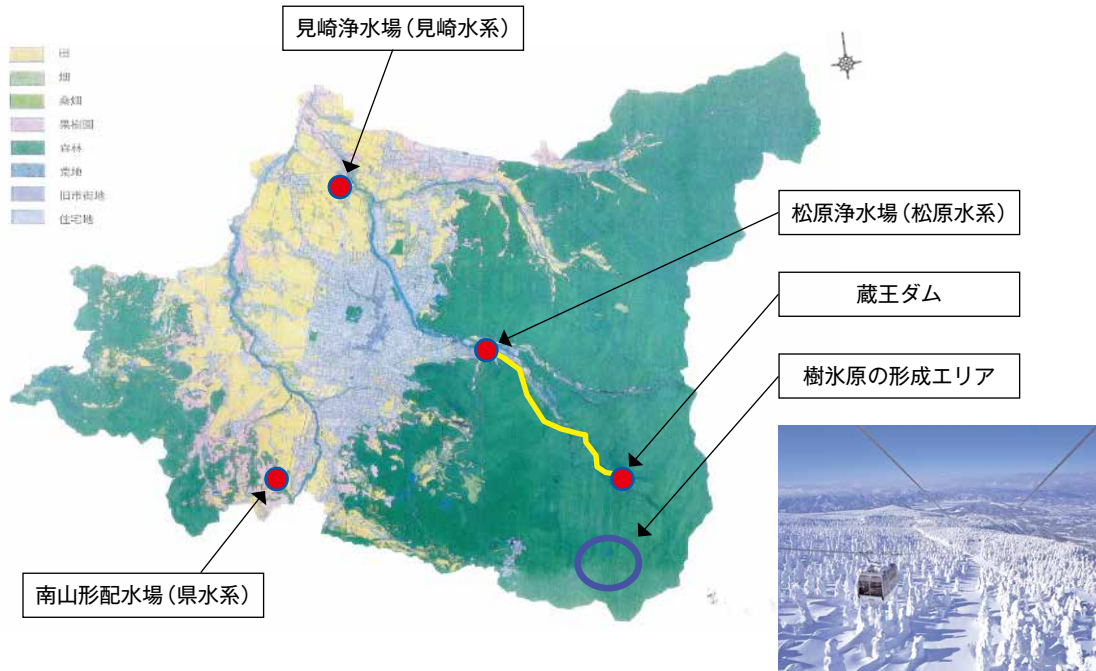 見崎浄水場(見崎水系)
田
畑
桑畑
果樹園
森林
荒地
旧市街地
住宅地
松原浄水場(松原水系)
蔵王ダム
樹氷原の形成エリア
南山形配水場(県水系)